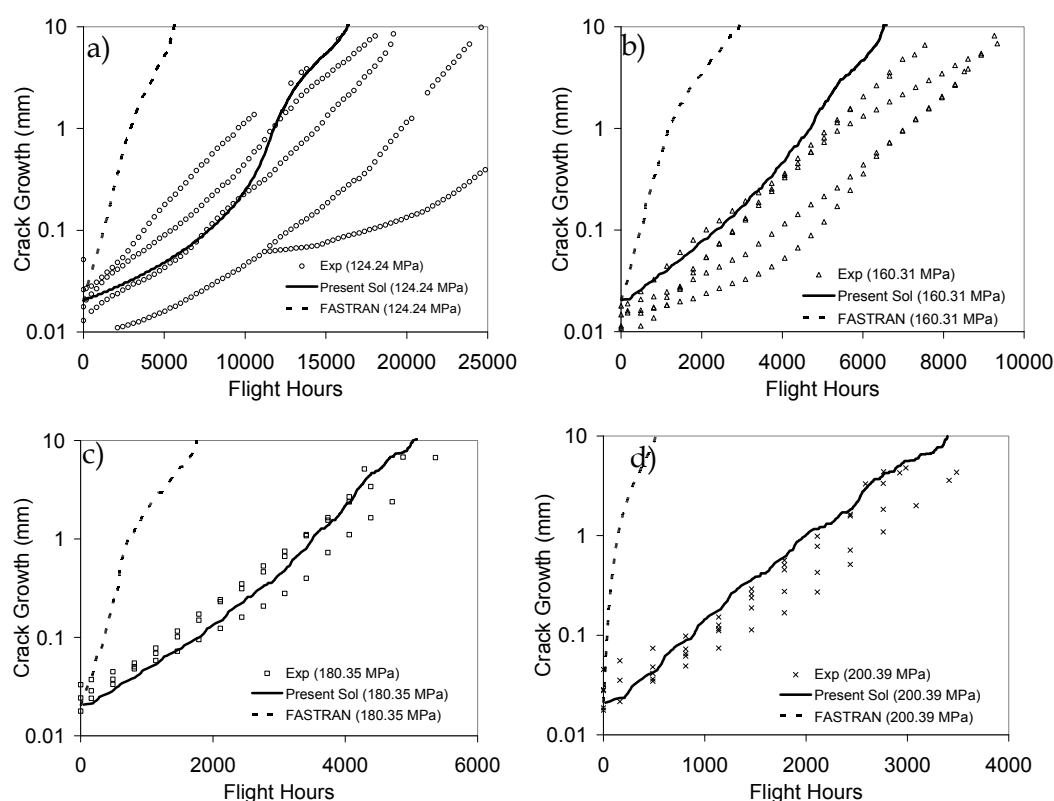 a)
10
1
0.1
0.01
Crack Growth (mm)
Exp (124.24 MPa)
Present Sol (124.24 MPa)
FASTRAN (124.24 MPa)
0 5000 10000 15000 20000 25000
Flight Hours
b)
10
1
0.1
0.01
Crack Growth (mm)
Exp (160.31 MPa)
Present Sol (160.31 MPa)
FASTRAN (160.31 MPa)
0 2000 4000 6000 8000 10000
Flight Hours
c)
10
1
0.1
0.01
Crack Growth (mm)
Exp (180.35 MPa)
Present Sol (180.35 MPa)
FASTRAN (180.35 MPa)
0 2000 4000 6000
Flight Hours
d)
10
1
0.1
0.01
Crack Growth (mm)
Exp (200.39 MPa)
Present Sol (200.39 MPa)
FASTRAN (200.39 MPa)
0 1000 2000 3000 4000
Flight Hours